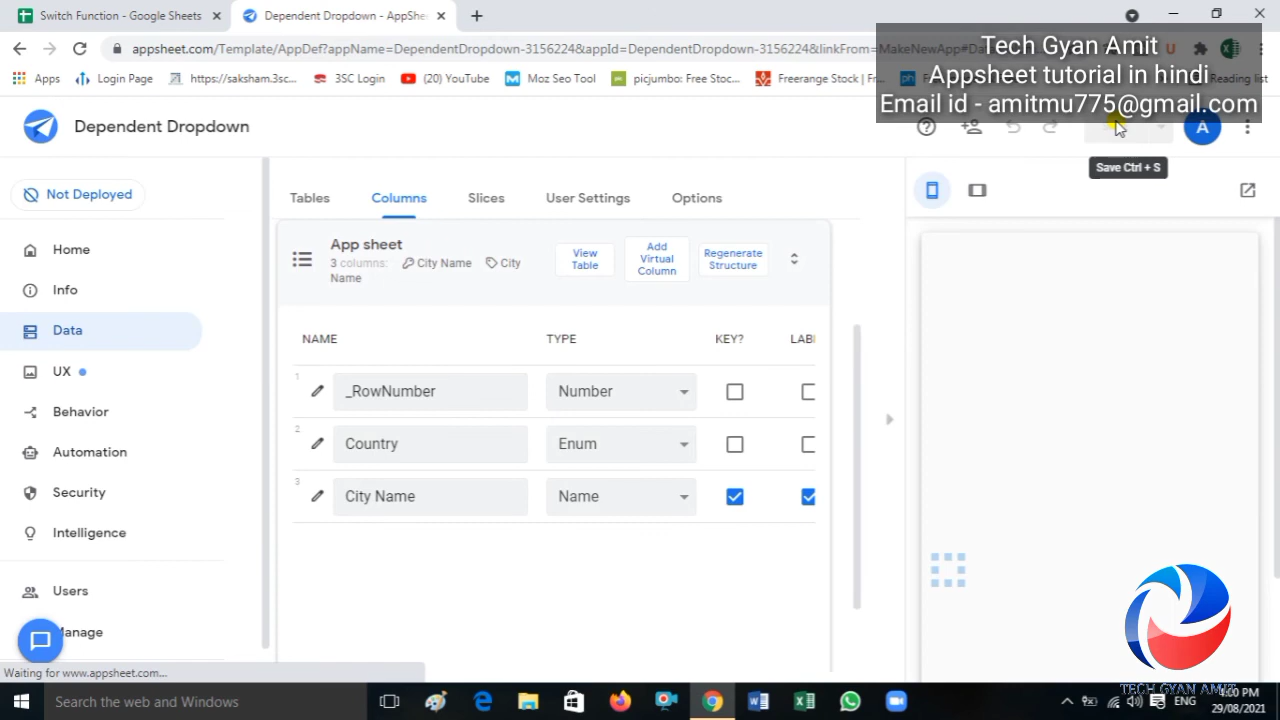 Switch Function - Google Sheets
Dependent Dropdown - AppShe
appsheet.com/Template/AppDef?appName=DependentDropdown-3156224&appId=DependentDropdown-3156224&linkFrom=MakeNewApp#Da
Apps
Login Page
https://saksham.3sc...
3SC Login
(20) YouTube
Moz Seo Tool
picjumbo: Free Stoc...
Freerange Stock | Fr...
Reading list
Tech Gyan Amit
Appsheet tutorial in hindi
Email id - amitmu775@gmail.com
Dependent Dropdown
A
Save Ctrl + S
Not Deployed
Home
Info
Data
UX
Behavior
Automation
Security
Intelligence
Users
Manage
Tables
Columns
Slices
User Settings
Options
App sheet
3 columns: City Name City
Name
View
Table
Add
Virtual
Column
Regenerate
Structure
NAME
TYPE
KEY?
LAB
1
_RowNumber
Number
2
Country
Enum
3
City Name
Name
Waiting for www.appsheet.com...
TECH GYAN AMIT
Search the web and Windows
ENG
4:00 PM
29/08/2021